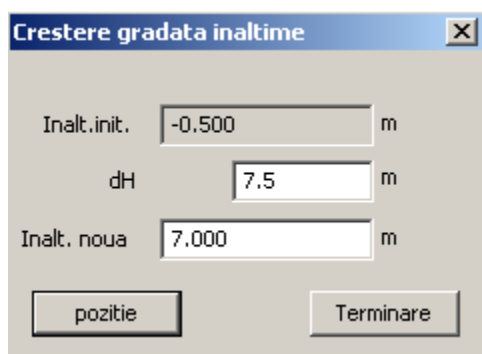 Crestere gradata inaltime
Inalt.init. -0.500 m
dH 7.5 m
Inalt. noua 7.000 m
pozitie Terminare